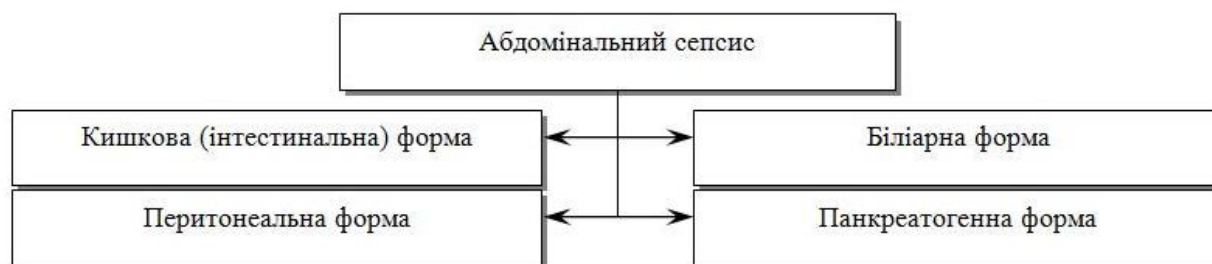 Абдомінальний сепсис
Кишкова (інтестинальна) форма
Біліарна форма
Перитонеальна форма
Панкреатогенна форма